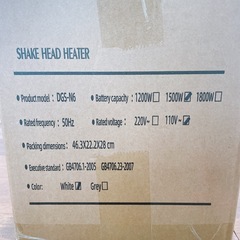 SHAKE HEAD HEATER
• Product model : DGS-N6 • Battery capacity : 1200W☐ 1500W☑ 1800W☐
• Rated frequency : 50Hz • Rated voltage : 220V~☐ 110V~☑
• Packing dimensions : 46.3X22.2X28 cm
• Executive standard : GB4706.1-2005 GB4706.23-2007
• Color: White☑ Grey☐